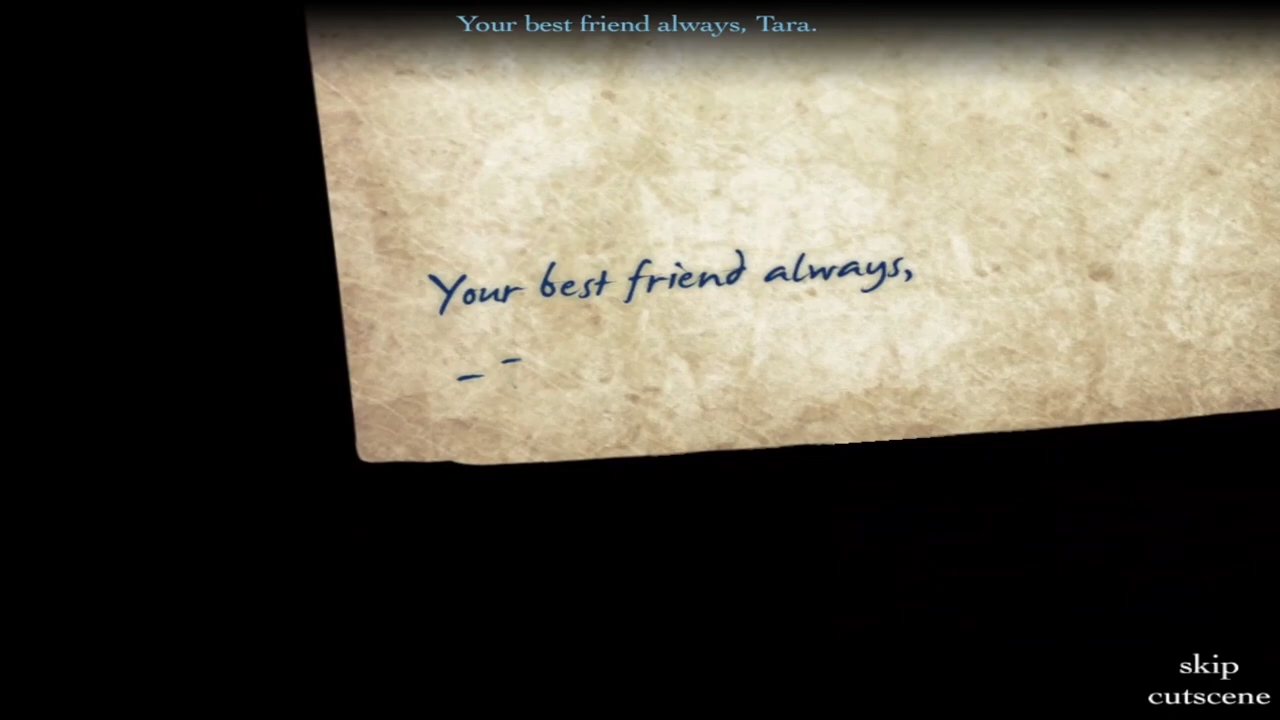 Your best friend always, Tara.
Your best friend always,
skip
cutscene